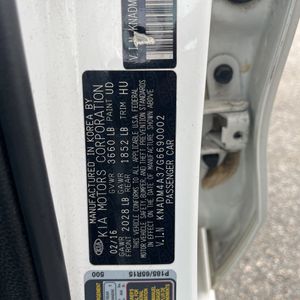 MANUFACTURED IN KOREA BY
KIA MOTORS CORPORATION
02/16 GVWR 3660 LB PAINT UD
GAWR FRONT 2028 LB GAWR REAR 1852 LB TRIM HU
THIS VEHICLE CONFORMS TO ALL APPLICABLE U.S.A. FEDERAL
MOTOR VEHICLE SAFETY, BUMPER AND THEFT PREVENTION STANDARDS
IN EFFECT ON THE DATE OF MANUFACTURE SHOWN ABOVE.
V.I.N KNADM4A37G6690002
PASSENGER CAR
P185/65R15
500